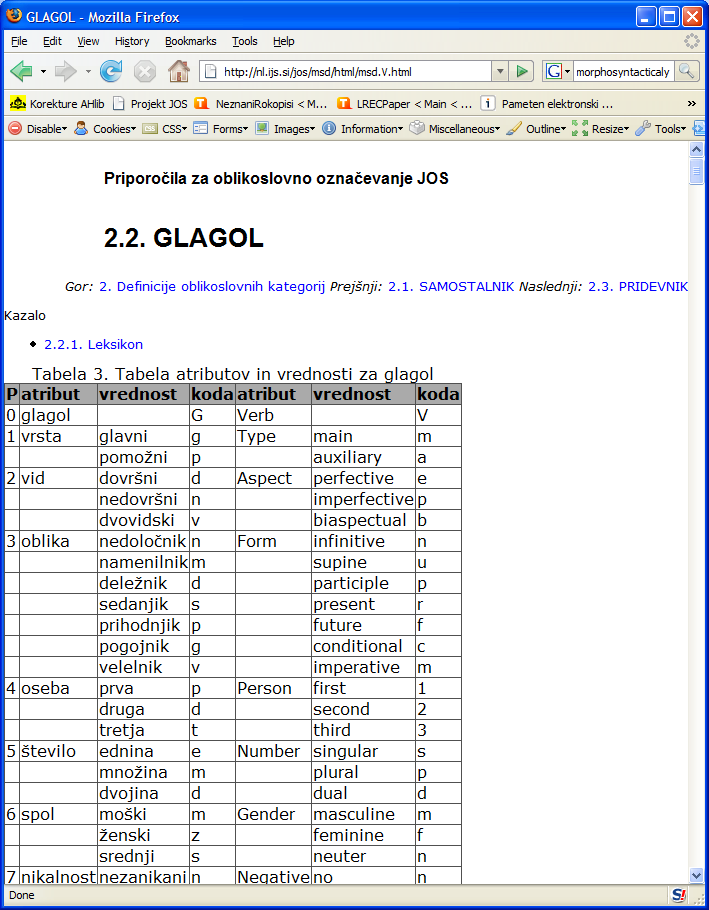 GLAGOL - Mozilla Firefox
File Edit View History Bookmarks Tools Help
http://nl.ijs.si/jos/msd/html/msd.V.html G morphosyntacticaly
Korekture AHlib Projekt JOS NeznaniRokopisi < M... LRECPaper < Main < ... Pameten elektronski ... »
Disable Cookies CSS Forms Images Information Miscellaneous Outline Resize Tools
Priporočila za oblikoslovno označevanje JOS
2.2. GLAGOL
Gor: 2. Definicije oblikoslovnih kategorij Prejšnji: 2.1. SAMOSTALNIK Naslednji: 2.3. PRIDEVNIK
Kazalo
2.2.1. Leksikon
Tabela 3. Tabela atributov in vrednosti za glagol
P atribut vrednost koda atribut vrednost koda
0 glagol G Verb V
1 vrsta glavni g Type main m
pomožni p auxiliary a
2 vid dovršni d Aspect perfective e
nedovršni n imperfective p
dvovidski v biaspectual b
3 oblika nedoločnik n Form infinitive n
namenilnik m supine u
deležnik d participle p
sedanjik s present r
prihodnjik p future f
pogojnik g conditional c
velelnik v imperative m
4 oseba prva p Person first 1
druga d second 2
tretja t third 3
5 število ednina e Number singular s
množina m plural p
dvojina d dual d
6 spol moški m Gender masculine m
ženski z feminine f
srednji s neuter n
7 nikalnost nezanikani n Negative no n
Done S!